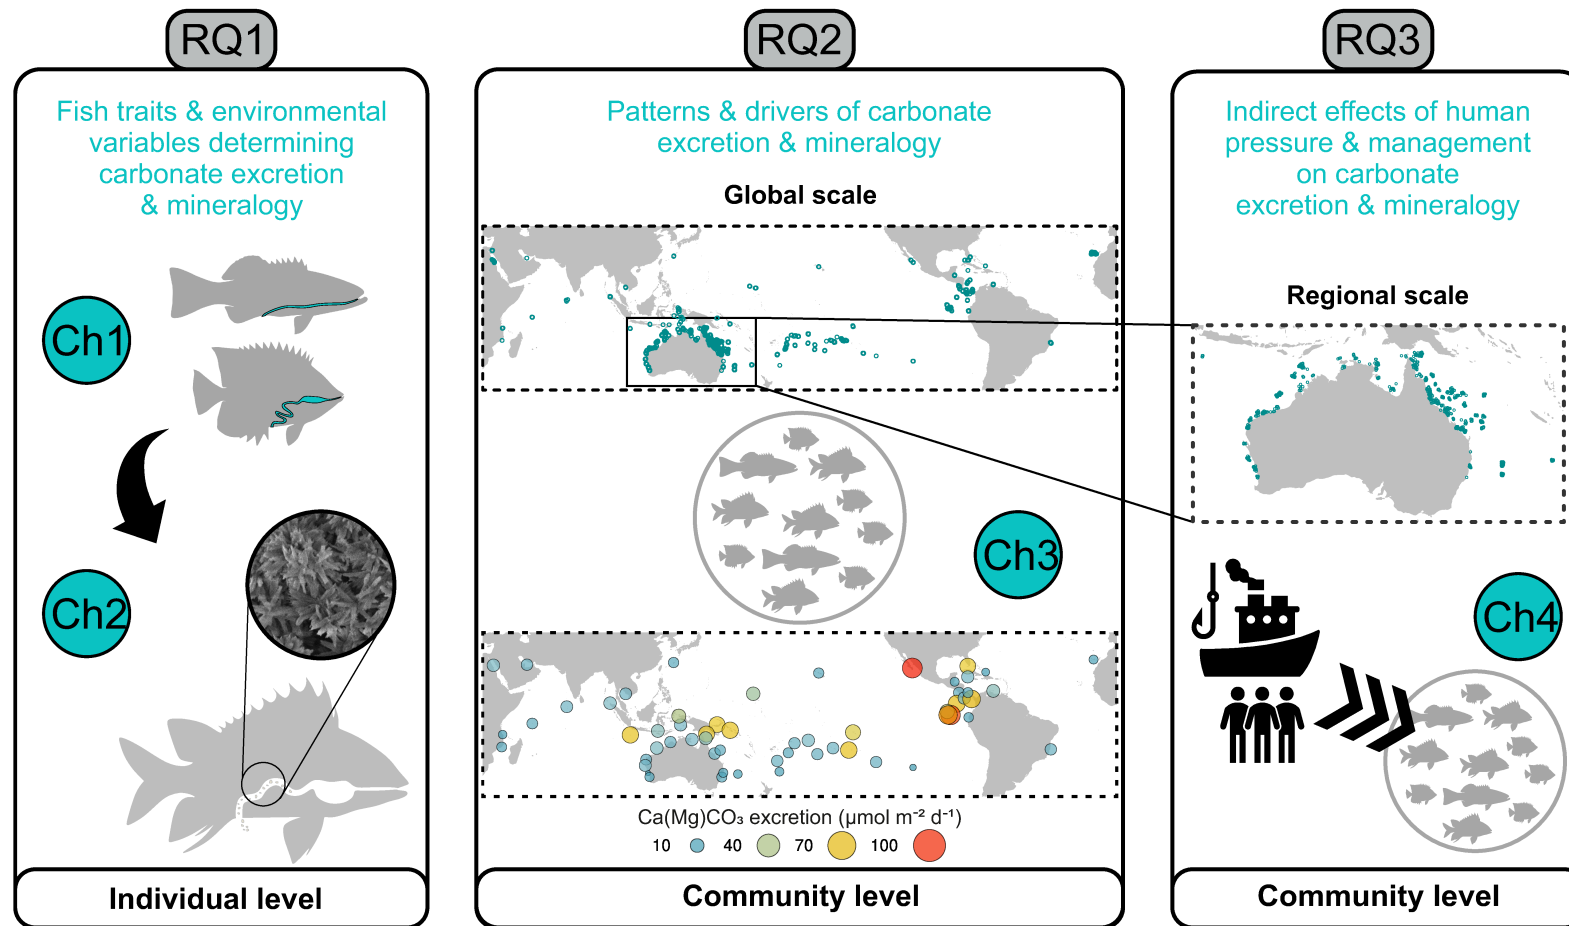 RQ1
Fish traits & environmental
variables determining
carbonate excretion
& mineralogy
Ch1
Ch2
Individual level
RQ2
Patterns & drivers of carbonate
excretion & mineralogy
Global scale
Ch3
Ca(Mg)CO₃ excretion (µmol m⁻² d⁻¹)
10 40 70 100
Community level
RQ3
Indirect effects of human
pressure & management
on carbonate
excretion & mineralogy
Regional scale
Ch4
Community level